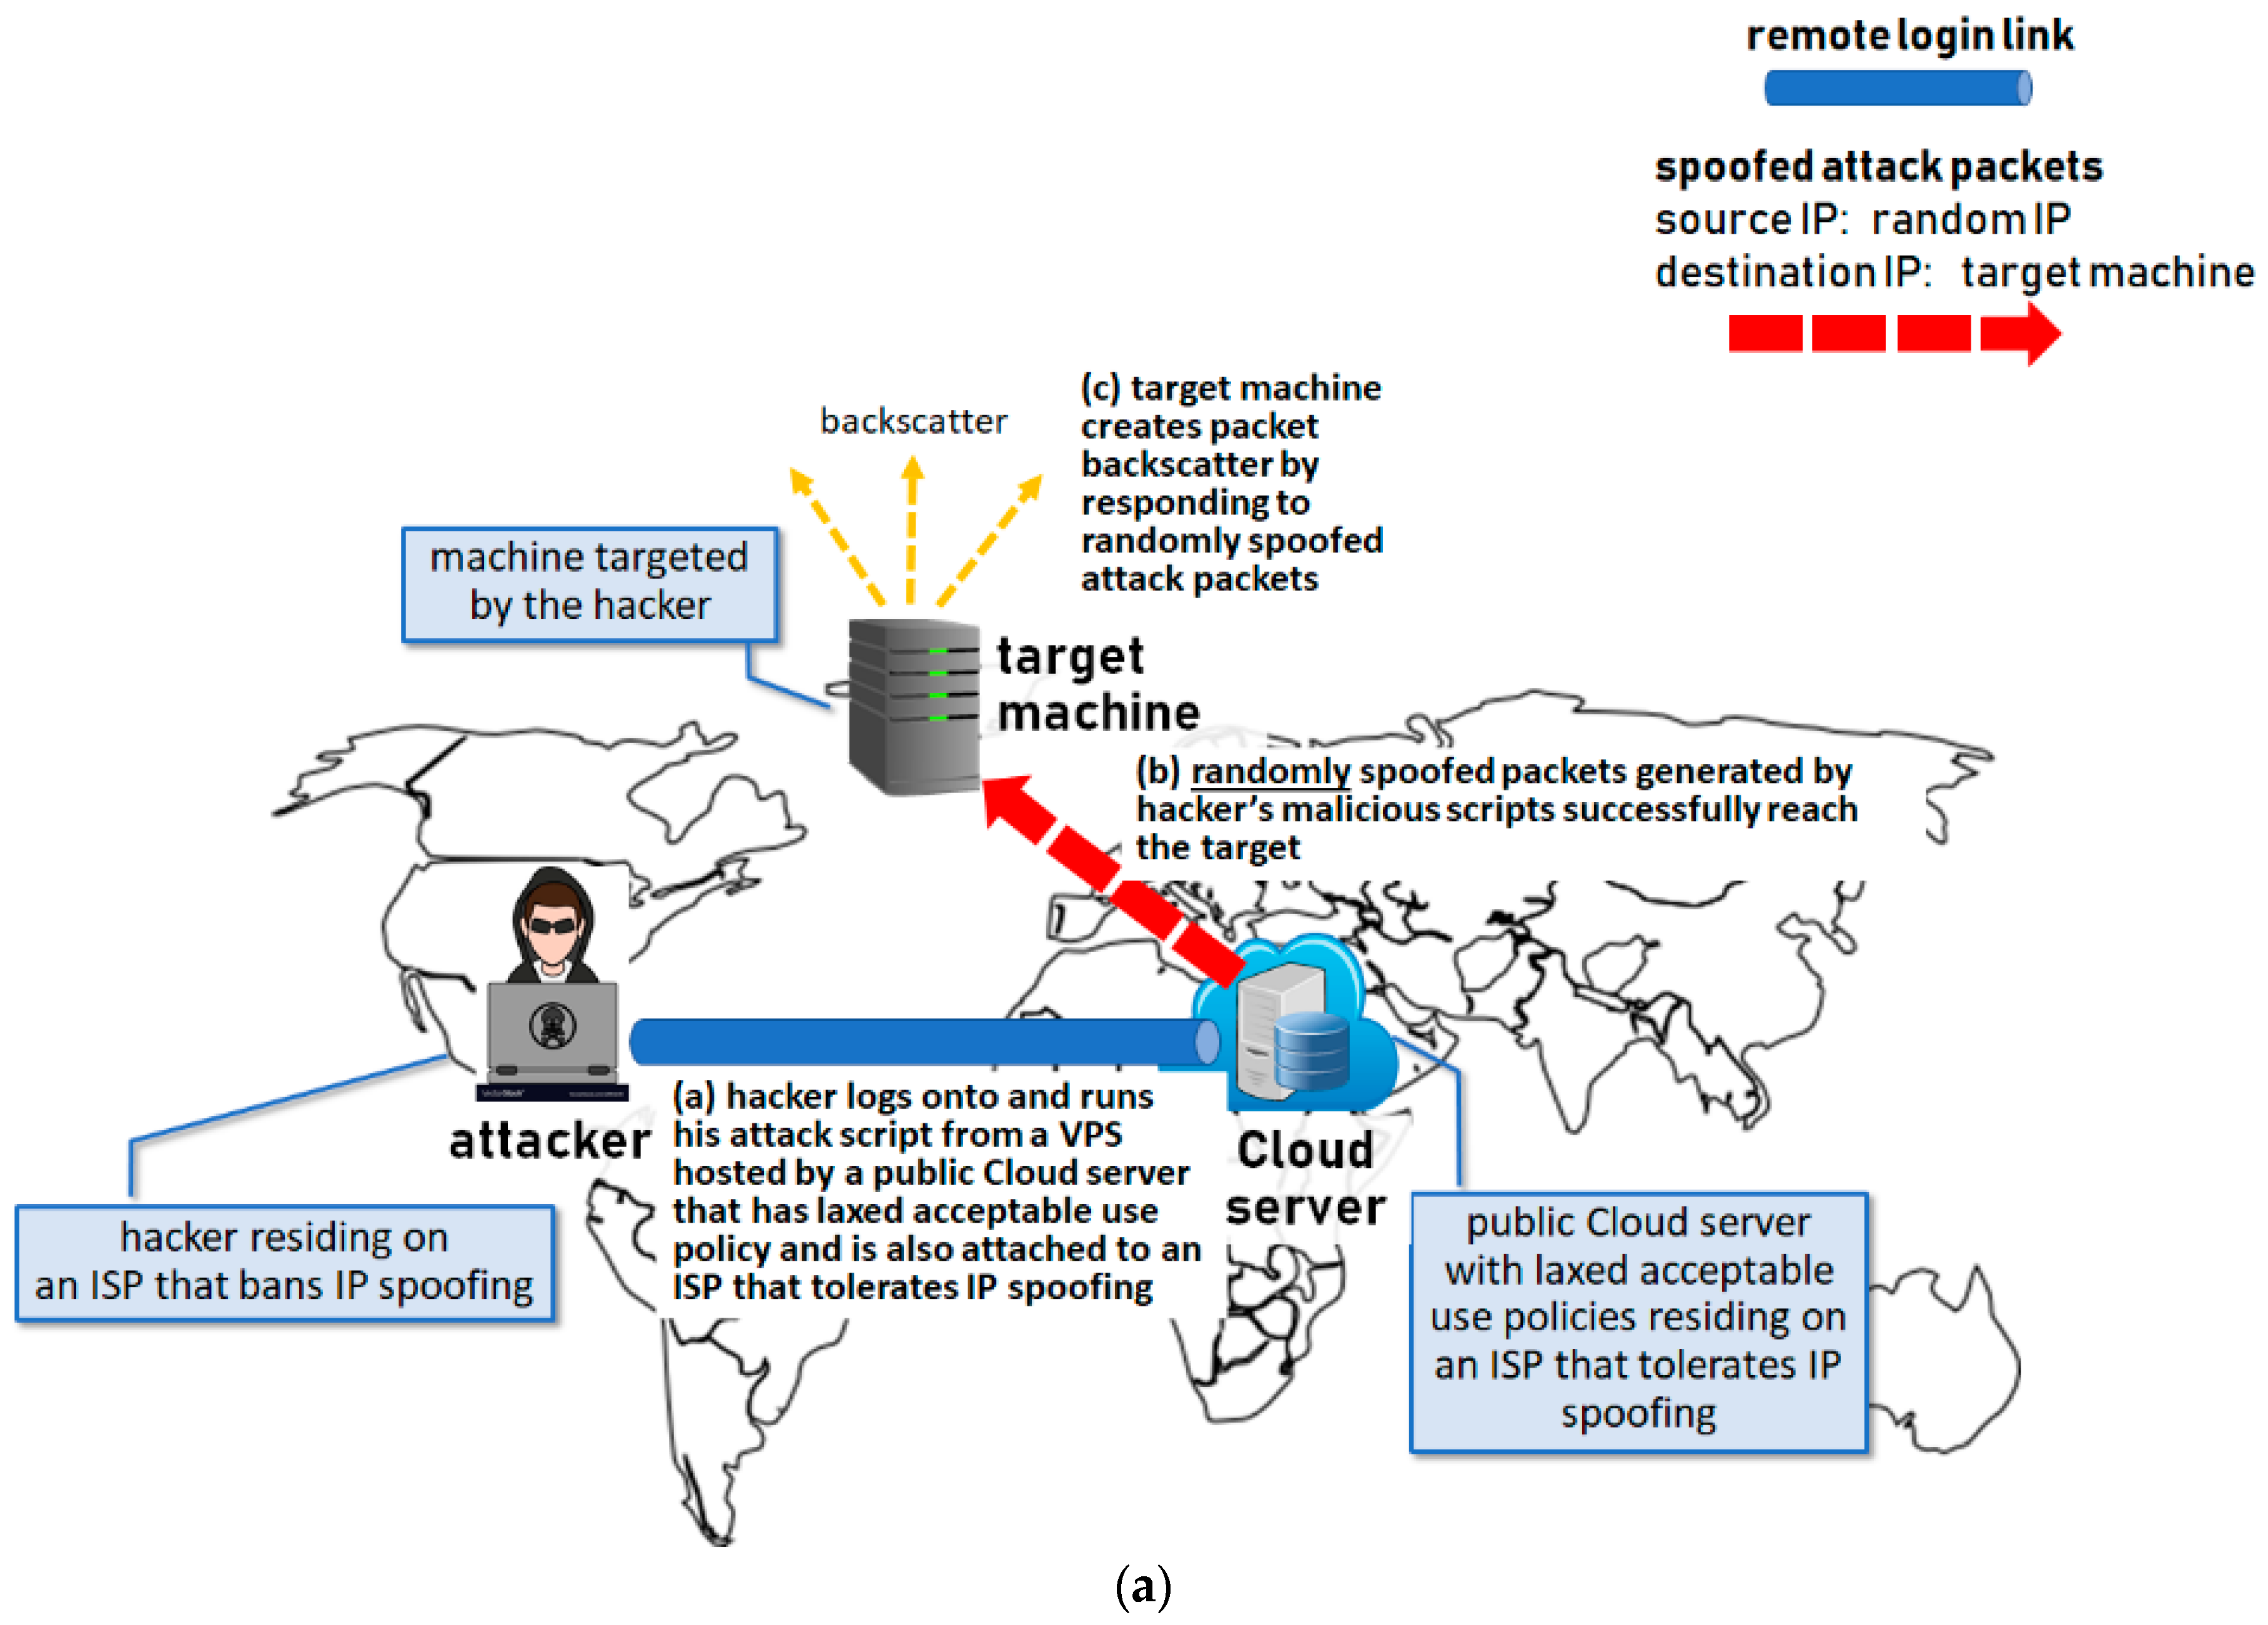 remote login link
spoofed attack packets
source IP: random IP
destination IP: target machine
backscatter
(c) target machine
creates packet
backscatter by
responding to
randomly spoofed
attack packets
machine targeted
by the hacker
target
machine
(b) randomly spoofed packets generated by
hacker's malicious scripts successfully reach
the target
attacker
(a) hacker logs onto and runs
his attack script from a VPS
hosted by a public Cloud server
that has laxed acceptable use
policy and is also attached to an
ISP that tolerates IP spoofing
Cloud
server
hacker residing on
an ISP that bans IP spoofing
public Cloud server
with laxed acceptable
use policies residing on
an ISP that tolerates IP
spoofing
(a)